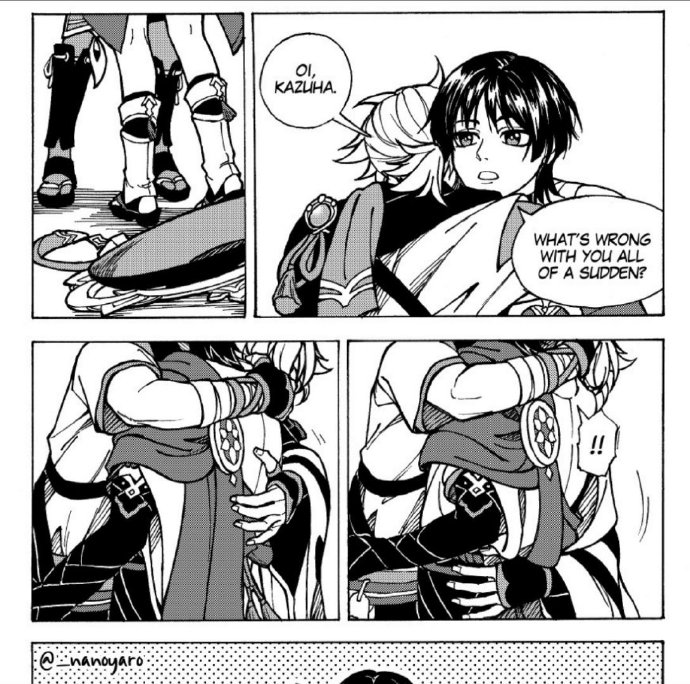 OI,
KAZUHA.
WHAT'S WRONG
WITH YOU ALL
OF A SUDDEN?
!!
@_nanoyaro